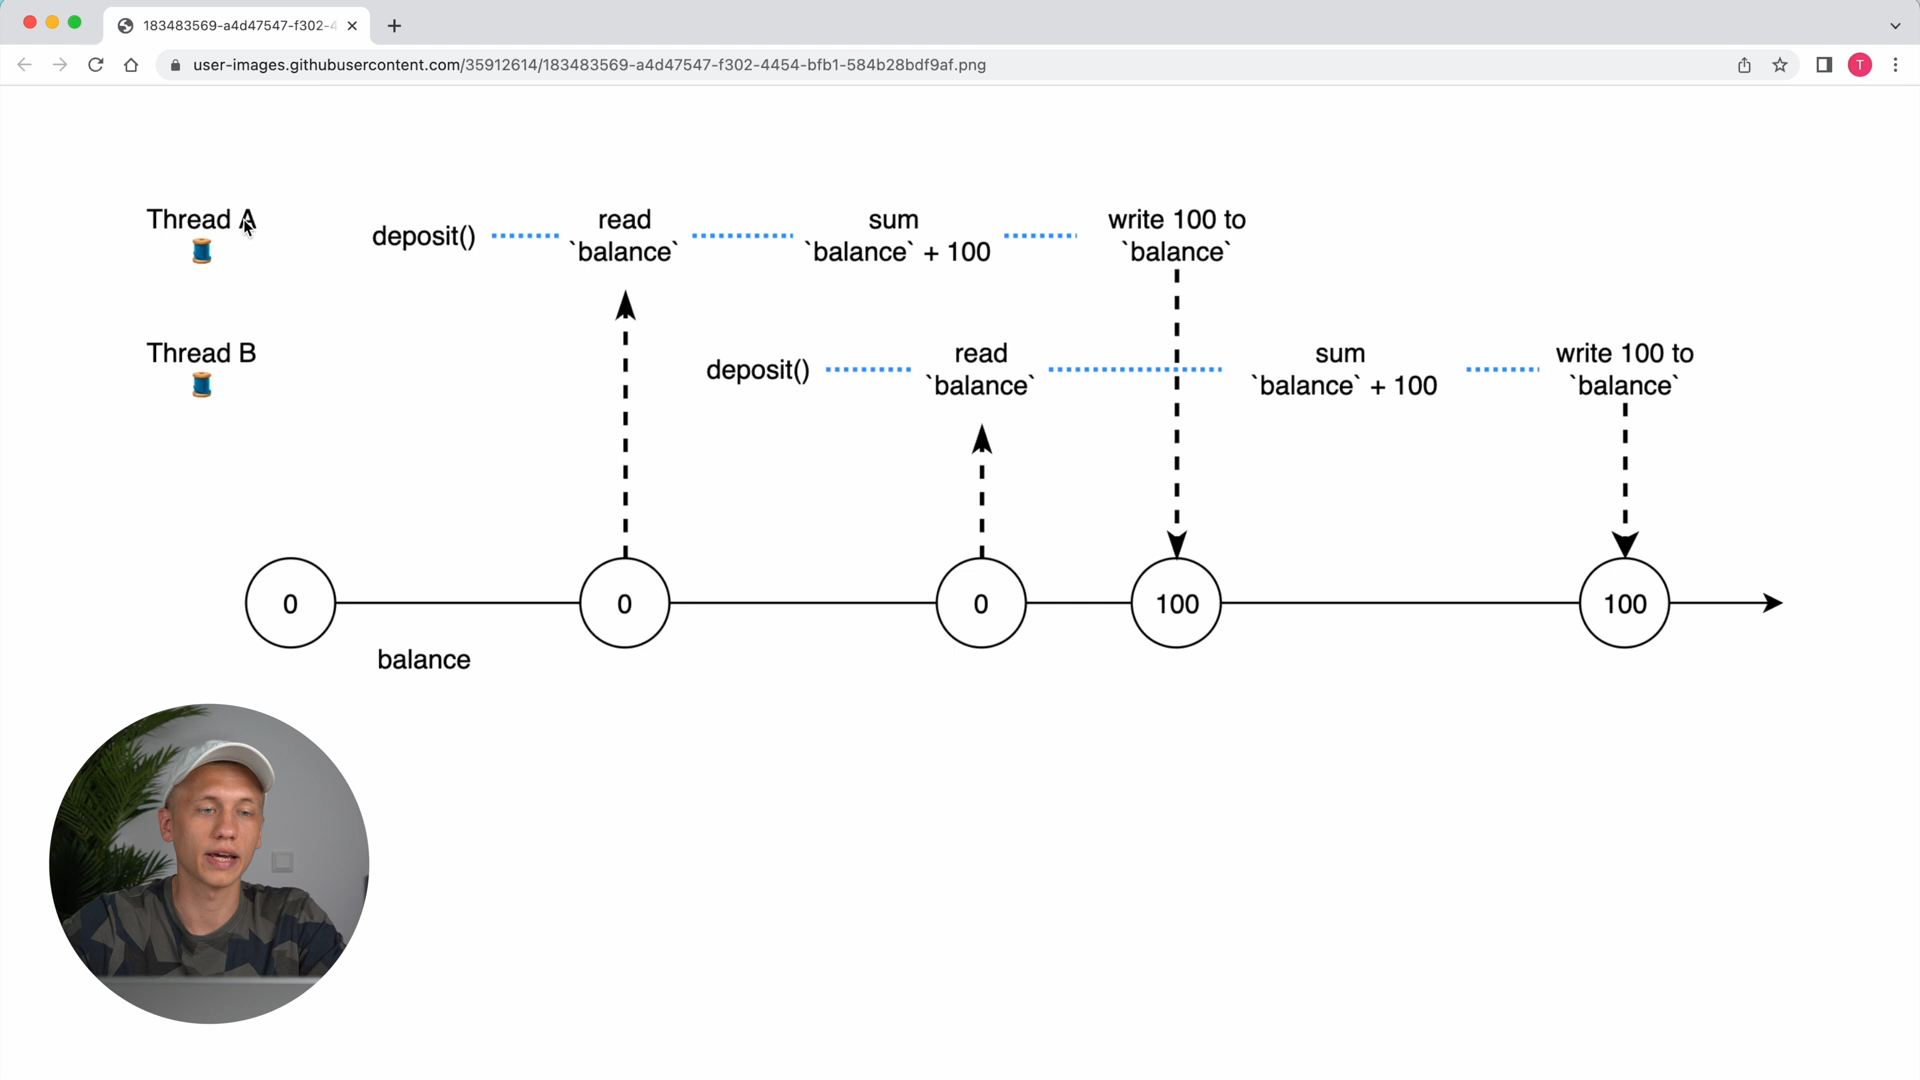 183483569-a4d47547-f302-4
user-images.githubusercontent.com/35912614/183483569-a4d47547-f302-4454-bfb1-584b28bdf9af.png
T
Thread A
deposit()
read
`balance`
sum
`balance` + 100
write 100 to
`balance`
Thread B
deposit()
read
`balance`
sum
`balance` + 100
write 100 to
`balance`
0
0
0
100
100
balance